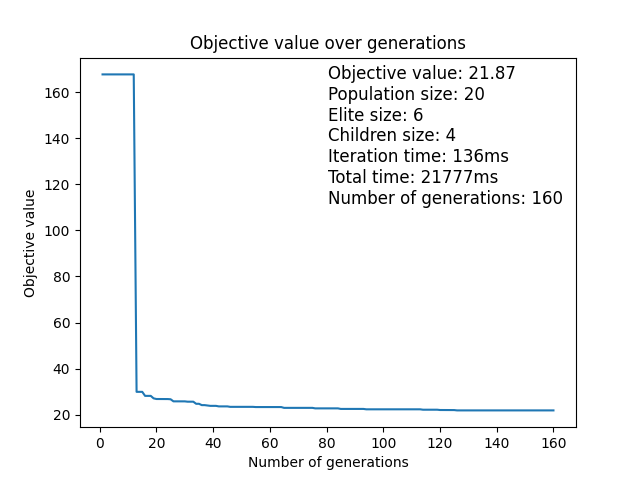 Objective value over generations
Objective value: 21.87
Population size: 20
Elite size: 6
Children size: 4
Iteration time: 136ms
Total time: 21777ms
Number of generations: 160
Objective value
160
140
120
100
80
60
40
20
0 20 40 60 80 100 120 140 160
Number of generations